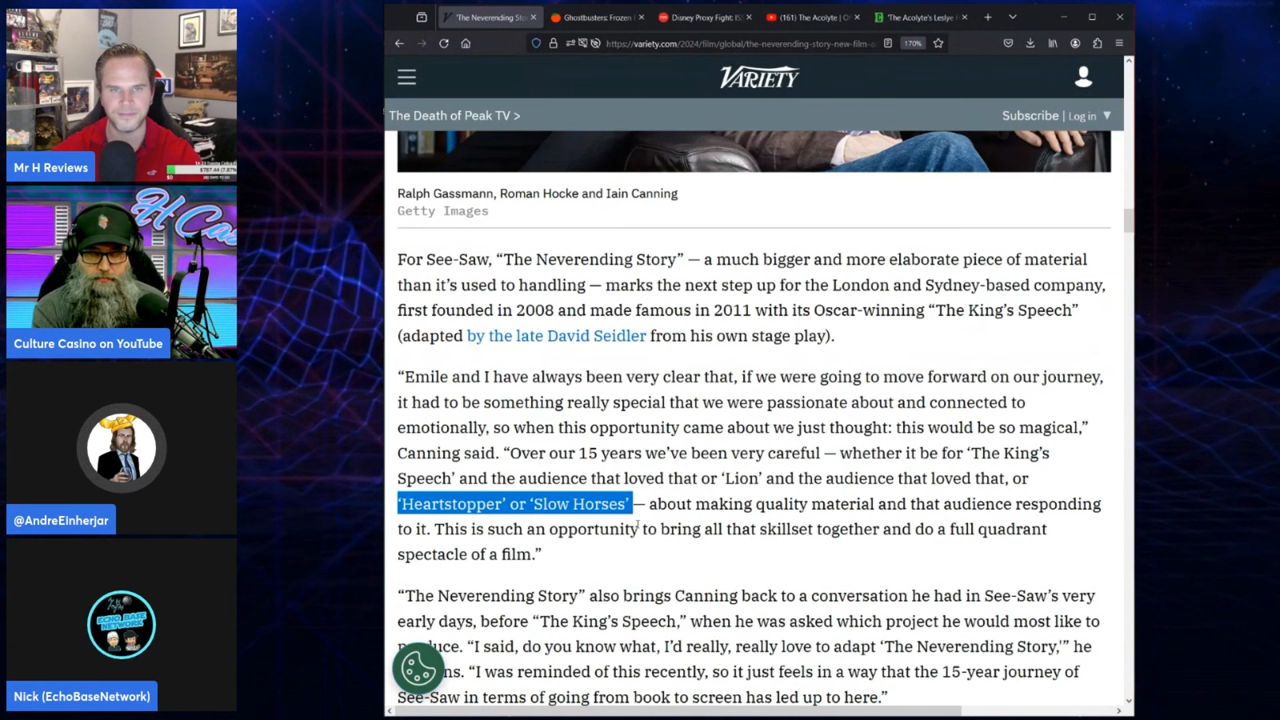 Mr H Reviews
Culture Casino on YouTube
@AndreEinherjar
ECHO BASE
NETWORK
Nick (EchoBaseNetwork)
'The Neverending Sto
Ghostbusters: Frozen
Disney Proxy Fight: IS
(161) The Acolyte | Of
'The Acolyte's Leslye
https://variety.com/2024/film/global/the-neverending-story-new-film-a
170%
VARIETY
The Death of Peak TV >
Subscribe | Log in ▼
Ralph Gassmann, Roman Hocke and Iain Canning
Getty Images
For See-Saw, “The Neverending Story” — a much bigger and more elaborate piece of material
than it’s used to handling — marks the next step up for the London and Sydney-based company,
first founded in 2008 and made famous in 2011 with its Oscar-winning “The King’s Speech”
(adapted by the late David Seidler from his own stage play).
“Emile and I have always been very clear that, if we were going to move forward on our journey,
it had to be something really special that we were passionate about and connected to
emotionally, so when this opportunity came about we just thought: this would be so magical,”
Canning said. “Over our 15 years we’ve been very careful — whether it be for ‘The King’s
Speech’ and the audience that loved that or ‘Lion’ and the audience that loved that, or
‘Heartstopper’ or ‘Slow Horses’ — about making quality material and that audience responding
to it. This is such an opportunity to bring all that skillset together and do a full quadrant
spectacle of a film.”
“The Neverending Story” also brings Canning back to a conversation he had in See-Saw’s very
early days, before “The King’s Speech,” when he was asked which project he would most like to
uce. “I said, do you know what, I’d really, really love to adapt ‘The Neverending Story,’” he
ns. “I was reminded of this recently, so it just feels in a way that the 15-year journey of
See-Saw in terms of going from book to screen has led up to here.”